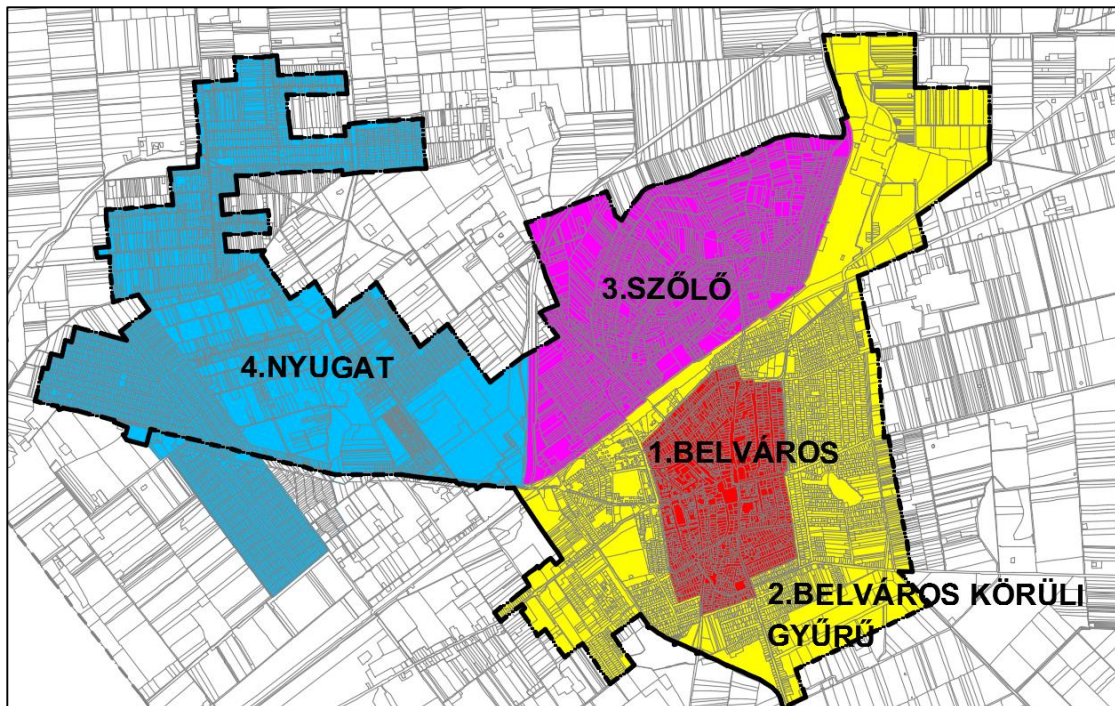 3.SZŐLŐ
4.NYUGAT
1.BELVÁROS
2.BELVÁROS KÖRÜLI
GYŰRŰ